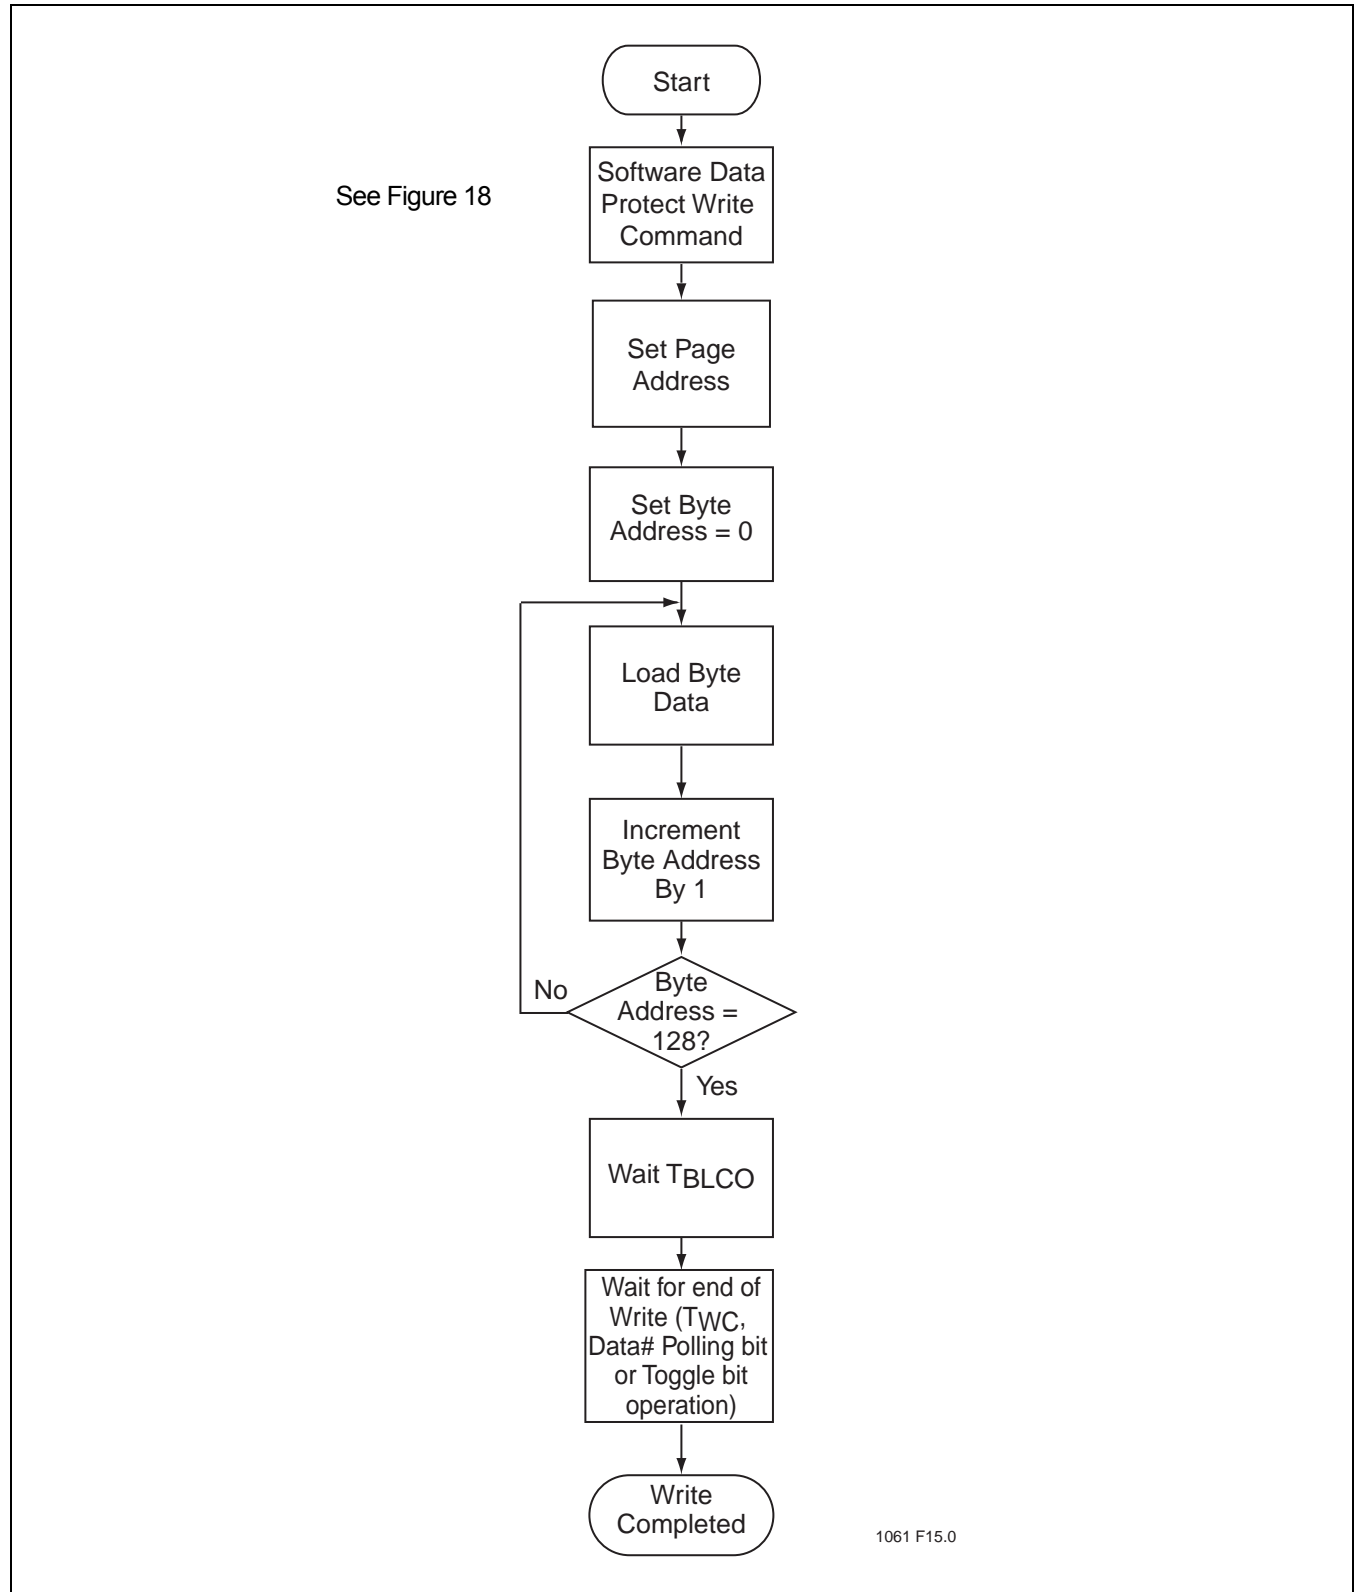 Start
See Figure 18
Software Data
Protect Write
Command
Set Page
Address
Set Byte
Address = 0
Load Byte
Data
Increment
Byte Address
By 1
No
Byte
Address =
128?
Yes
Wait TBLCO
Wait for end of
Write (TWC,
Data# Polling bit
or Toggle bit
operation)
Write
Completed
1061 F15.0